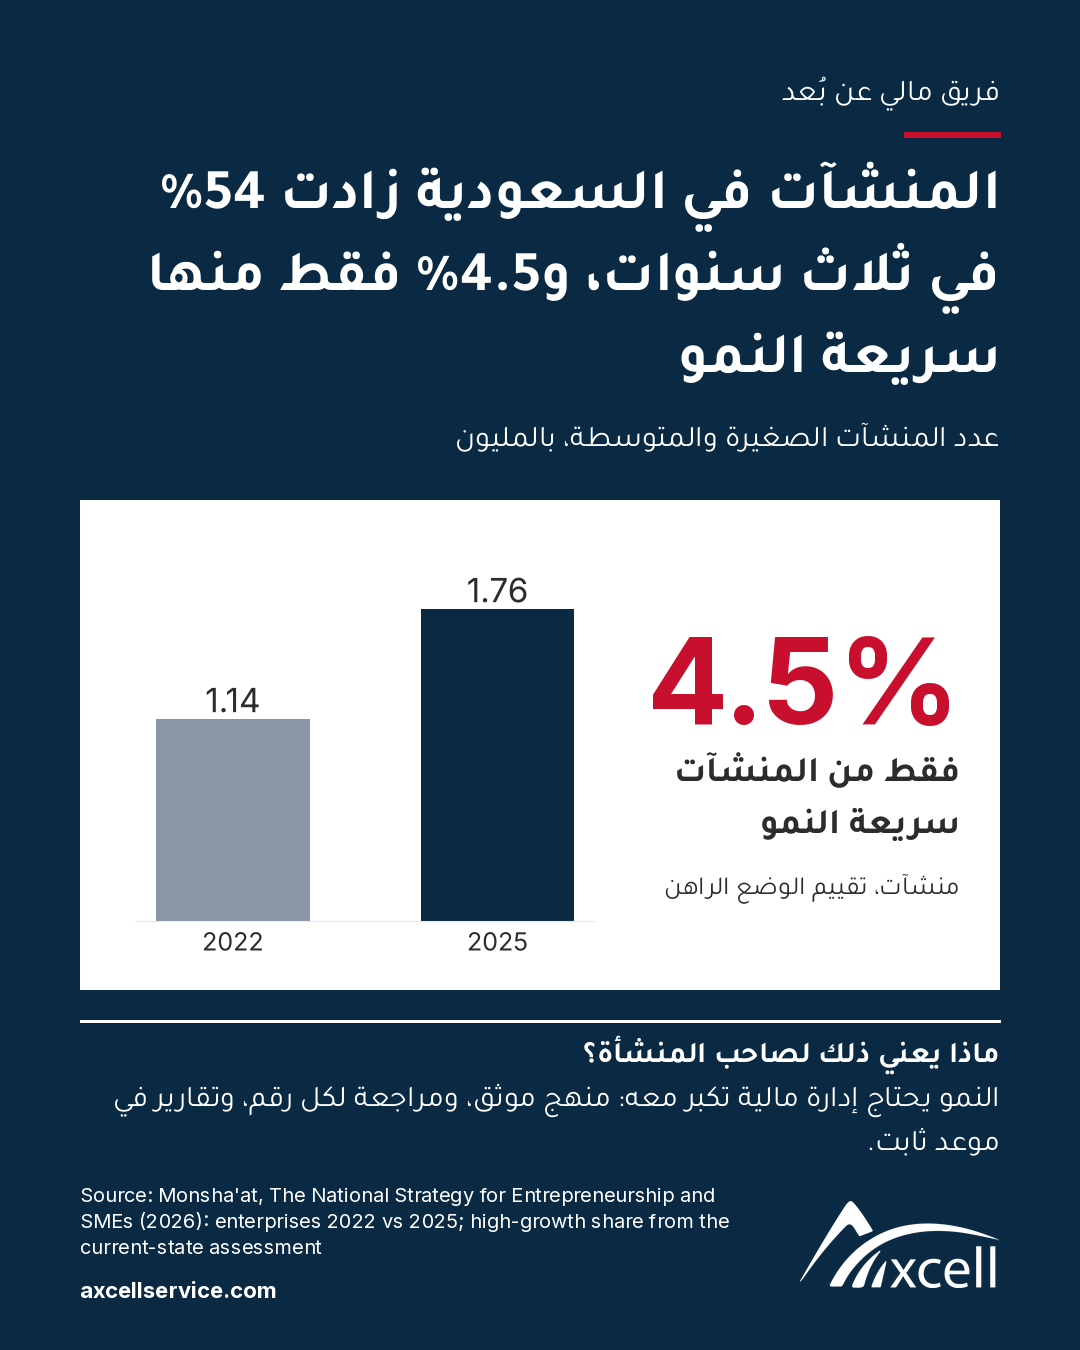 فريق مالي عن بُعد
المنشآت في السعودية زادت 54%
في ثلاث سنوات، و4.5% فقط منها
سريعة النمو
عدد المنشآت الصغيرة والمتوسطة، بالمليون
1.76
1.14
2022
2025
4.5%
فقط من المنشآت
سريعة النمو
منشآت، تقييم الوضع الراهن
ماذا يعني ذلك لصاحب المنشأة؟
النمو يحتاج إدارة مالية تكبر معه: منهج موثق، ومراجعة لكل رقم، وتقارير في
موعد ثابت.
Source: Monsha'at, The National Strategy for Entrepreneurship and
SMEs (2026): enterprises 2022 vs 2025; high-growth share from the
current-state assessment
axcellservice.com
Axcell